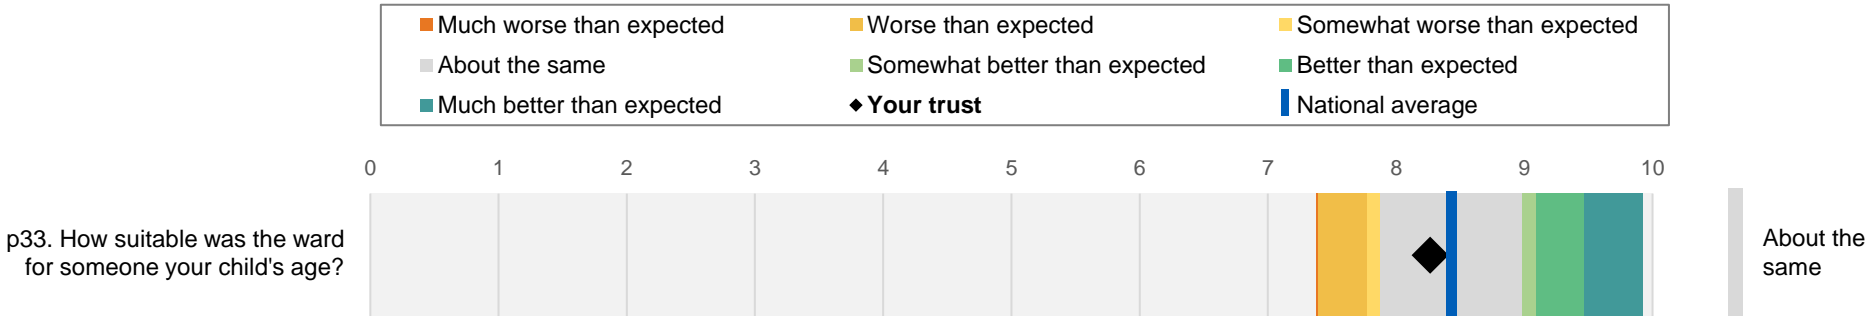 Much worse than expected
Worse than expected
Somewhat worse than expected
About the same
Somewhat better than expected
Better than expected
Much better than expected
Your trust
National average
0 1 2 3 4 5 6 7 8 9 10
p33. How suitable was the ward
for someone your child's age?
About the
same